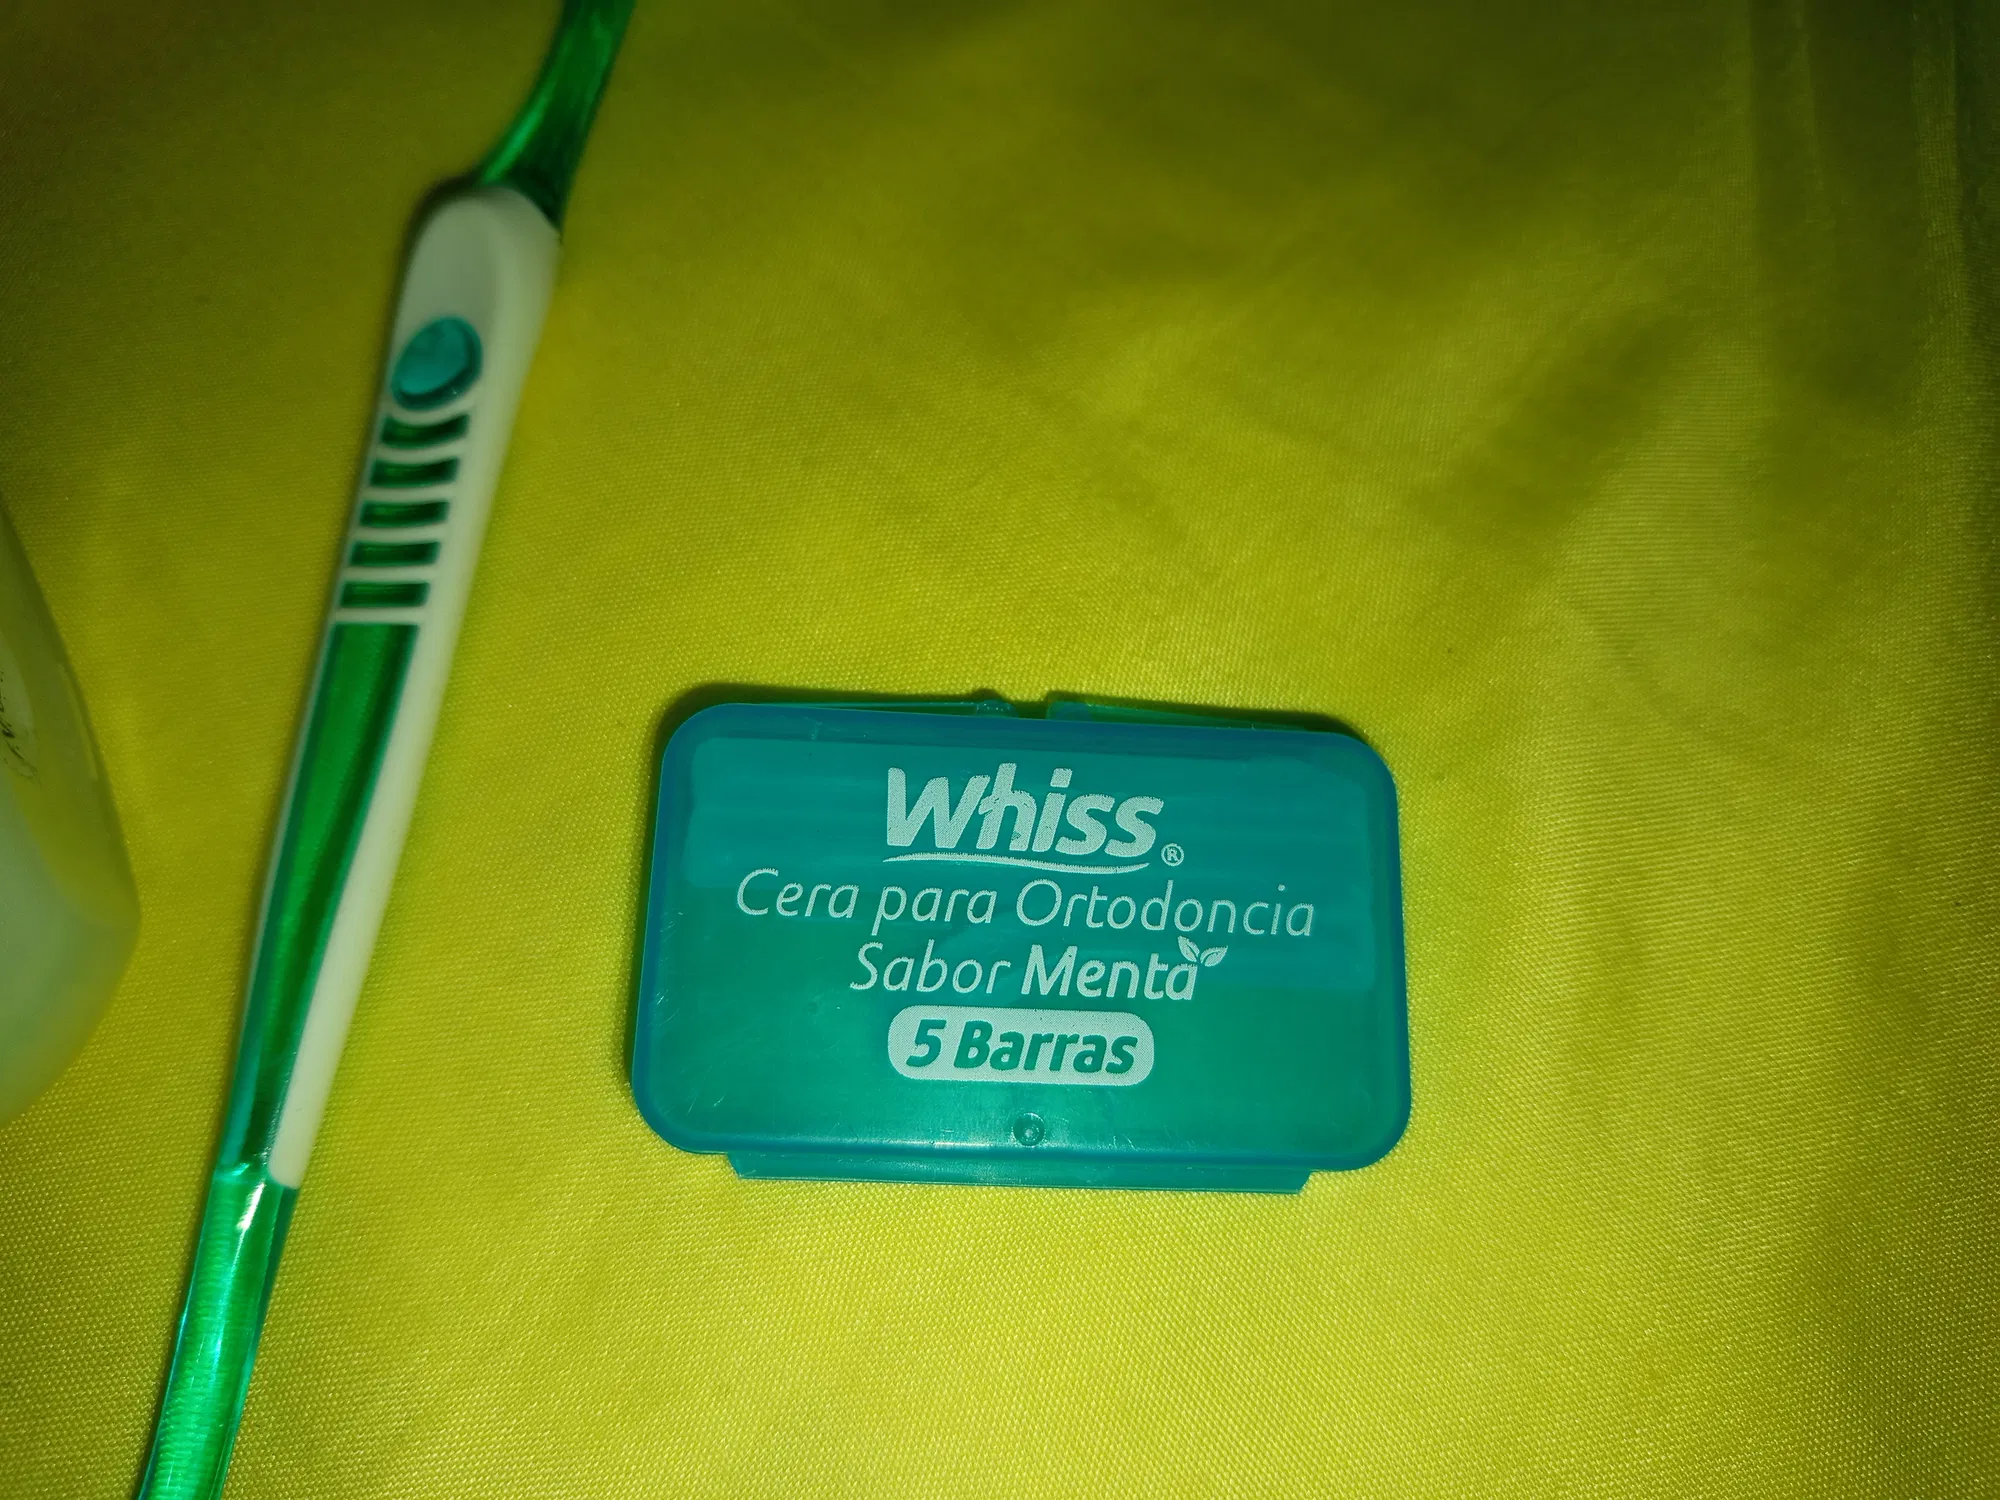 Whiss®
Cera para Ortodoncia
Sabor Menta
5 Barras